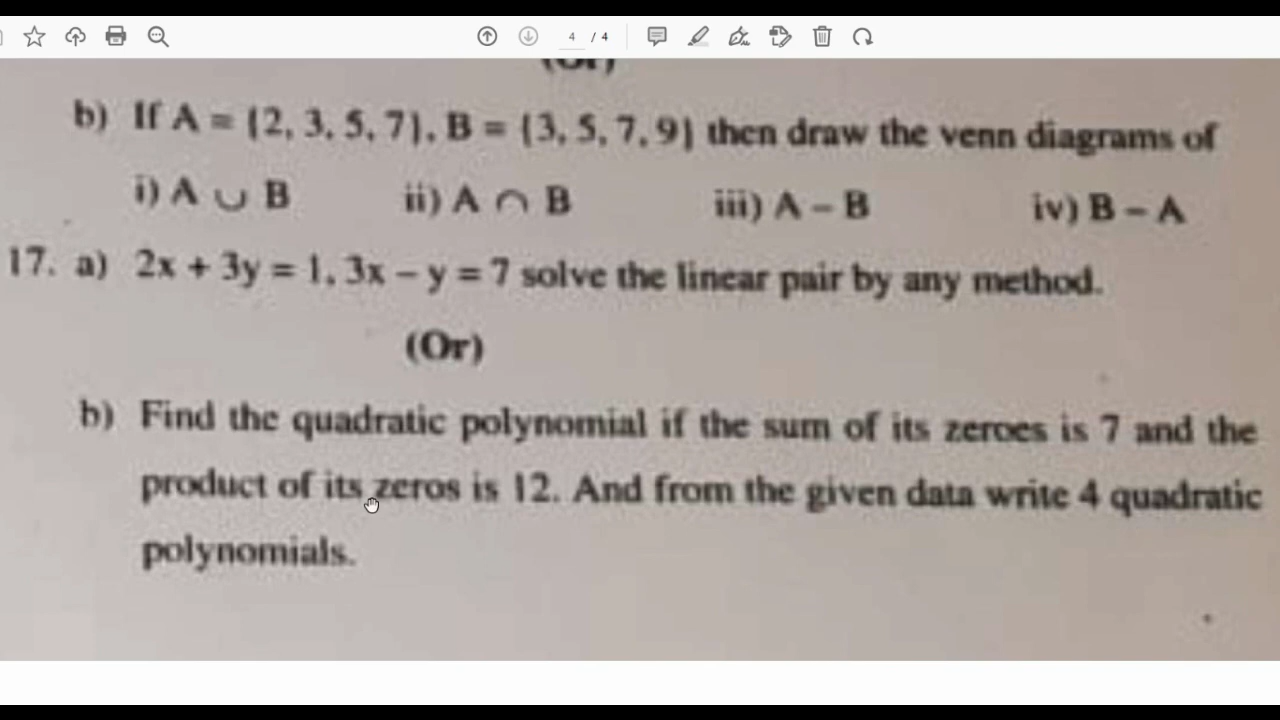 4 / 4
(Or)
b) If A = {2, 3, 5, 7}, B = {3, 5, 7, 9} then draw the venn diagrams of
i) A ∪ B ii) A ∩ B iii) A – B iv) B – A
17. a) 2x + 3y = 1, 3x – y = 7 solve the linear pair by any method.
(Or)
b) Find the quadratic polynomial if the sum of its zeroes is 7 and the
product of its zeros is 12. And from the given data write 4 quadratic
polynomials.